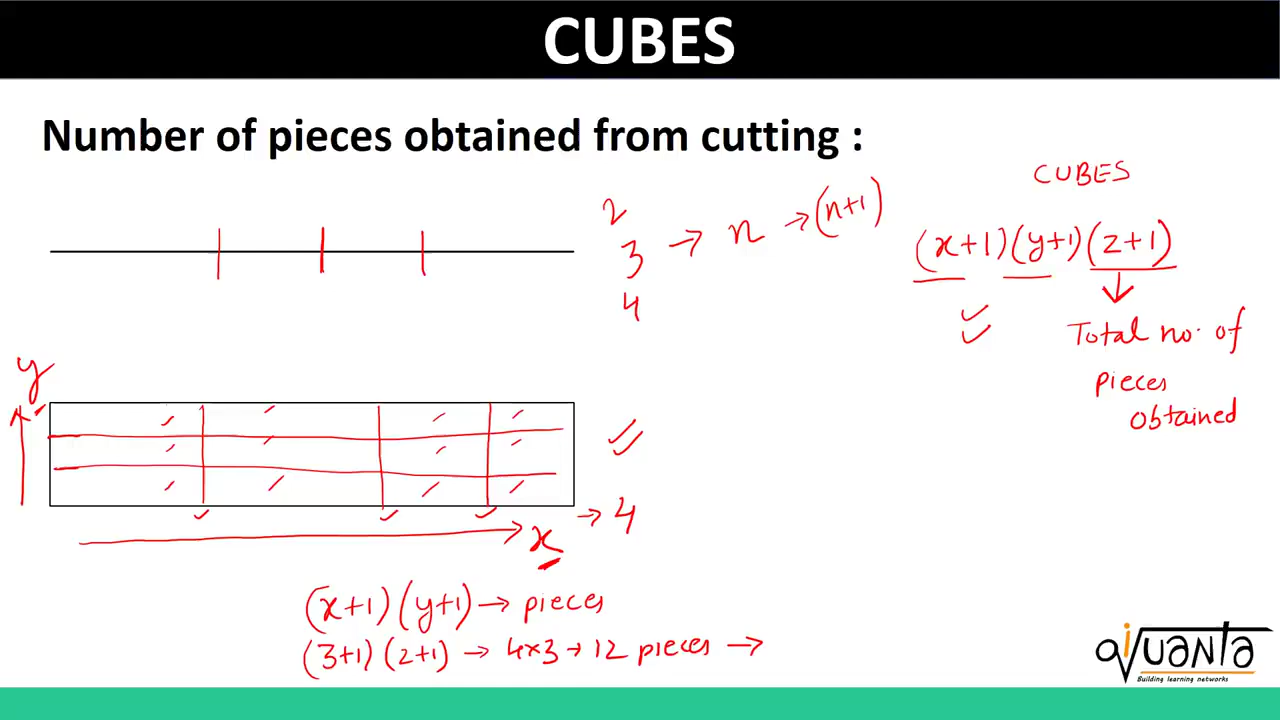 CUBES
Number of pieces obtained from cutting :
2
3 → n → (n+1)
4
CUBES
(x+1)(y+1)(z+1)
Total no. of
pieces
obtained
y
→ 4
x
(x+1)(y+1) → pieces
(3+1)(2+1) → 4×3 → 12 pieces →
qiuanta
Building learning networks